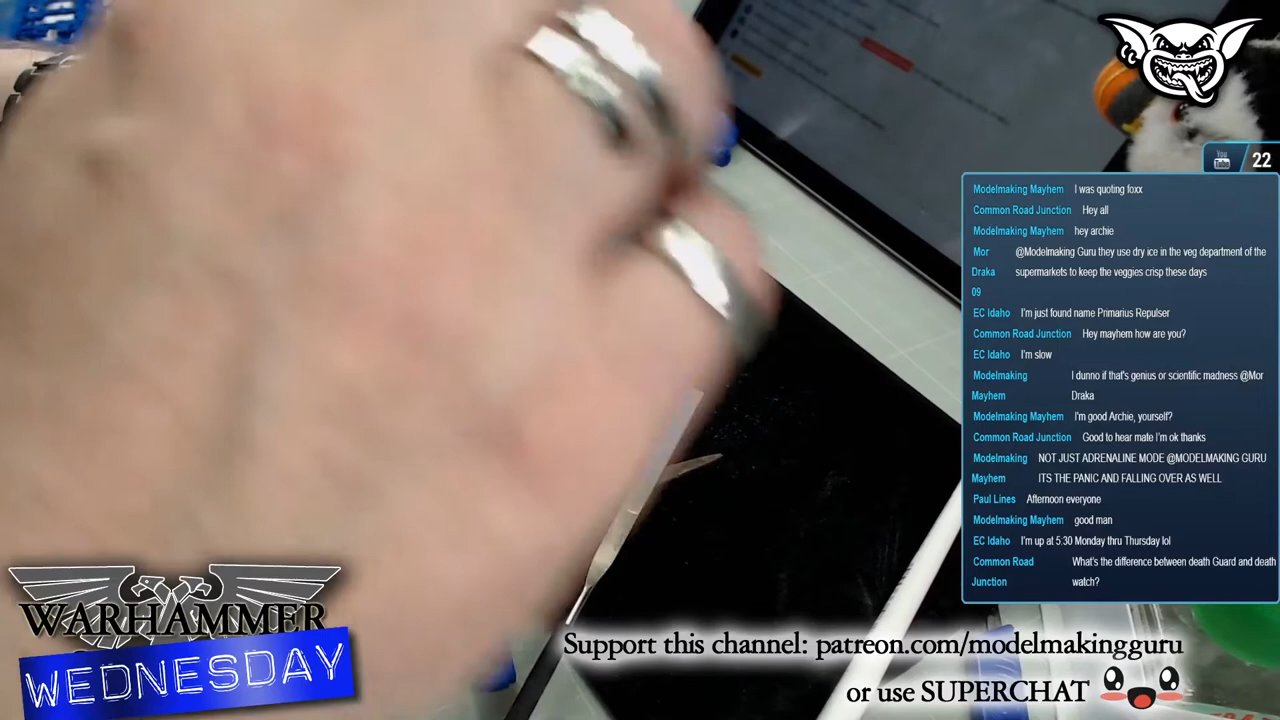 You
Tube
22
Modelmaking Mayhem I was quoting foxx
Common Road Junction Hey all
Modelmaking Mayhem hey archie
Mor @Modelmaking Guru they use dry ice in the veg department of the
Draka supermarkets to keep the veggies crisp these days
09
EC Idaho I'm just found name Primarius Repulser
Common Road Junction Hey mayhem how are you?
EC Idaho I'm slow
Modelmaking I dunno if that's genius or scientific madness @Mor
Mayhem Draka
Modelmaking Mayhem I'm good Archie, yourself?
Common Road Junction Good to hear mate I'm ok thanks
Modelmaking NOT JUST ADRENALINE MODE @MODELMAKING GURU
Mayhem ITS THE PANIC AND FALLING OVER AS WELL
Paul Lines Afternoon everyone
Modelmaking Mayhem good man
EC Idaho I'm up at 5:30 Monday thru Thursday lol
Common Road What's the difference between death Guard and death
Junction watch?
WARHAMMER
WEDNESDAY
Support this channel: patreon.com/modelmakingguru
or use SUPERCHAT